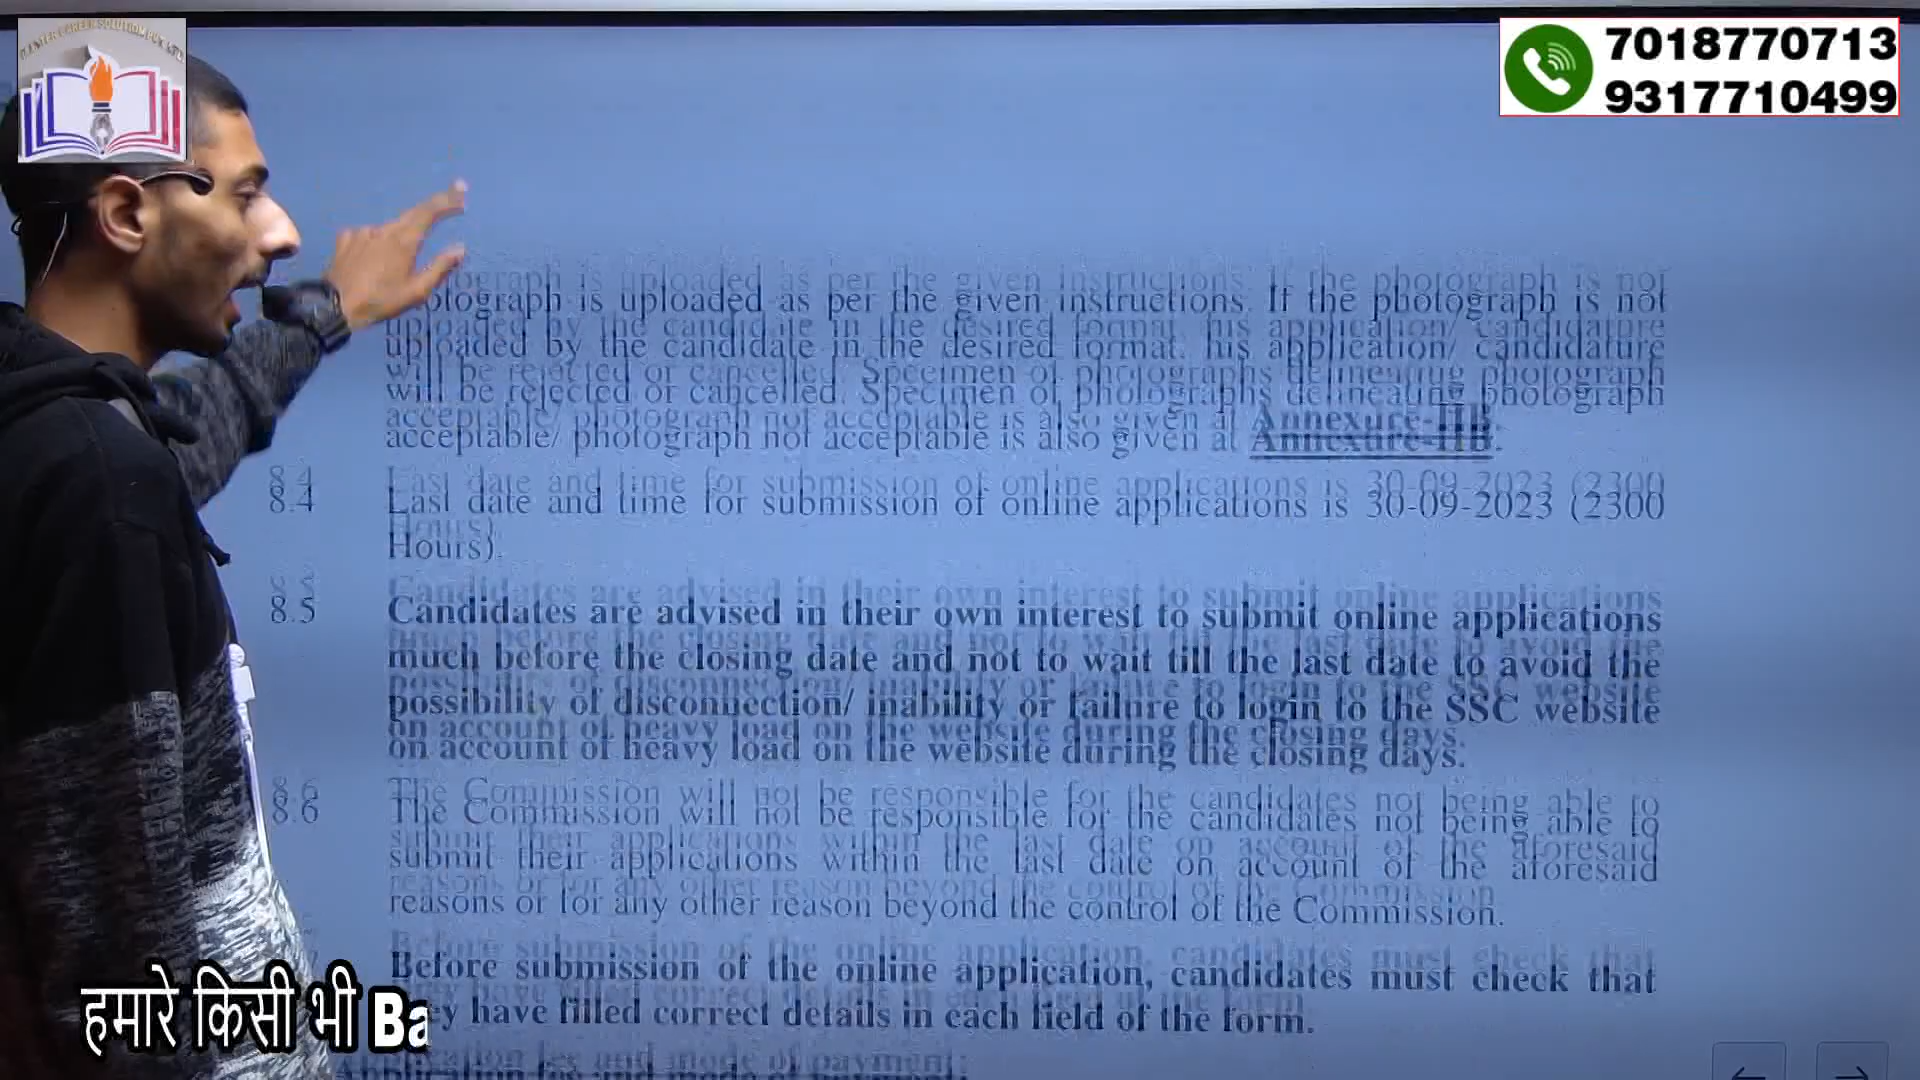 7018770713
9317710499
is uploaded as per the given instructions. If the photograph is not
uploaded by the candidate in the desired format, his application/ candidature
will be rejected or cancelled. Specimen of photographs delineating photograph
acceptable/ photograph not acceptable is also given at Annexure-IIB.
8.4 Last date and time for submission of online applications is 30-09-2023 (2300
Hours).
8.5 Candidates are advised in their own interest to submit online applications
much before the closing date and not to wait till the last date to avoid the
possibility of disconnection/ inability or failure to login to the SSC website
on account of heavy load on the website during the closing days.
8.6 The Commission will not be responsible for the candidates not being able to
submit their applications within the last date on account of the aforesaid
reasons or for any other reason beyond the control of the Commission.
Before submission of the online application, candidates must check that
ey have filled correct details in each field of the form.
Application fee and mode of payment:
हमारे किसी भी Ba